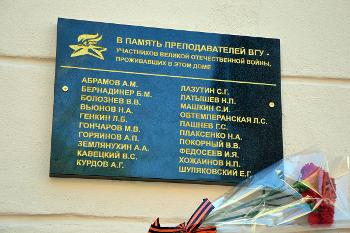 В ПАМЯТЬ ПРЕПОДАВАТЕЛЕЙ ВГУ -
УЧАСТНИКОВ ВЕЛИКОЙ ОТЕЧЕСТВЕННОЙ ВОЙНЫ,
ПРОЖИВАВШИХ В ЭТОМ ДОМЕ
АБРАМОВ А.М.
БЕРНАДИНЕР Б.М.
БОЛОЗНЕВ В.В.
ВЬЮНОВ Н.А.
ГЕНКИН Л.Б.
ГОНЧАРОВ М.В.
ГОРЯИНОВ А.П.
ЗЕМЛЯНУХИН А.А.
КАВЕЦКИЙ В.С.
КУРДОВ А.Г.
ЛАЗУТИН С.Г.
ЛАТЫШЕВ Н.П.
МАШКИН С.И.
ОБТЕМПЕРАНСКАЯ Л.С.
ПАШНЕВ Г.С.
ПЛАКСЕНКО Н.А.
ПОКОРНЫЙ В.В.
ФЕДОСЕЕВ И.Я.
ХОЖАИНОВ Н.П.
ШУЛЯКОВСКИЙ Е.Г.